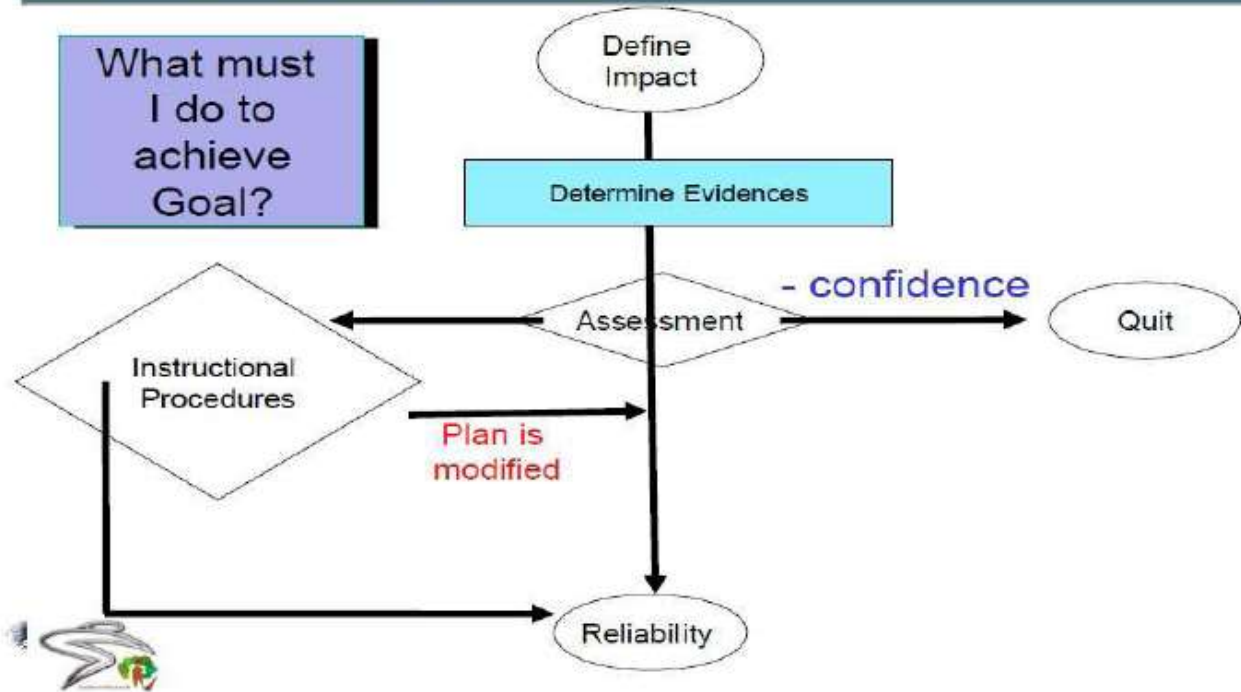 What must
I do to
achieve
Goal?
Define
Impact
Determine Evidences
- confidence
Assessment
Quit
Instructional
Procedures
Plan is
modified
Reliability